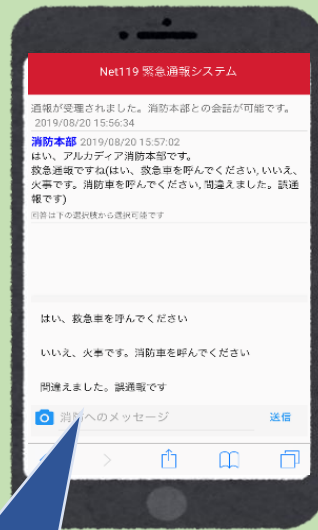 Net119 緊急通報システム
通報が受理されました。消防本部との会話が可能です。
2019/08/20 15:56:34
消防本部 2019/08/20 15:57:02
はい、アルカディア消防本部です。
救急通報ですね(はい、救急車を呼んでください, いいえ、
火事です。消防車を呼んでください, 間違えました。誤通
報です)
回答は下の選択肢から選択可能です
はい、救急車を呼んでください
いいえ、火事です。消防車を呼んでください
間違えました。誤通報です
消防へのメッセージ
送信